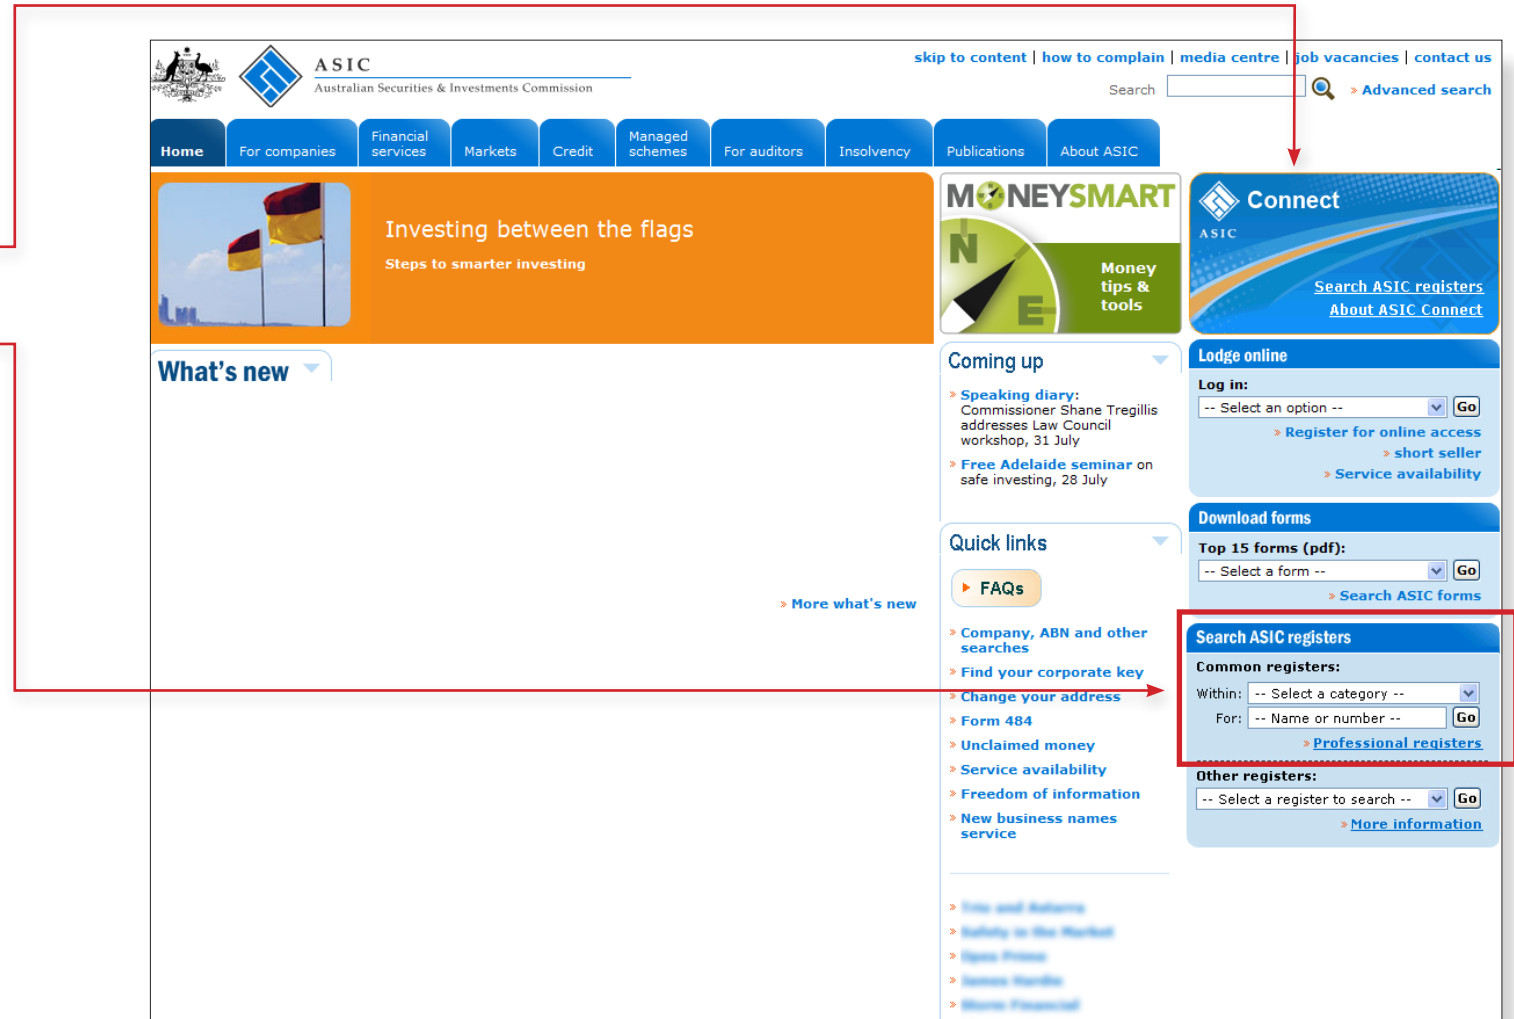 ASIC
Australian Securities & Investments Commission
skip to content | how to complain | media centre | job vacancies | contact us
Search
» Advanced search
Home
For companies
Financial
services
Markets
Credit
Managed
schemes
For auditors
Insolvency
Publications
About ASIC
Investing between the flags
Steps to smarter investing
MONEYSMART
N
E
Money
tips &
tools
Connect
ASIC
Search ASIC registers
About ASIC Connect
What's new
» More what's new
Coming up
» Speaking diary:
Commissioner Shane Tregillis
addresses Law Council
workshop, 31 July
» Free Adelaide seminar on
safe investing, 28 July
Quick links
FAQs
» Company, ABN and other
searches
» Find your corporate key
» Change your address
» Form 484
» Unclaimed money
» Service availability
» Freedom of information
» New business names
service
Lodge online
Log in:
-- Select an option --
Go
» Register for online access
» short seller
» Service availability
Download forms
Top 15 forms (pdf):
-- Select a form --
Go
» Search ASIC forms
Search ASIC registers
Common registers:
Within: -- Select a category --
For: -- Name or number -- Go
» Professional registers
Other registers:
-- Select a register to search -- Go
» More information